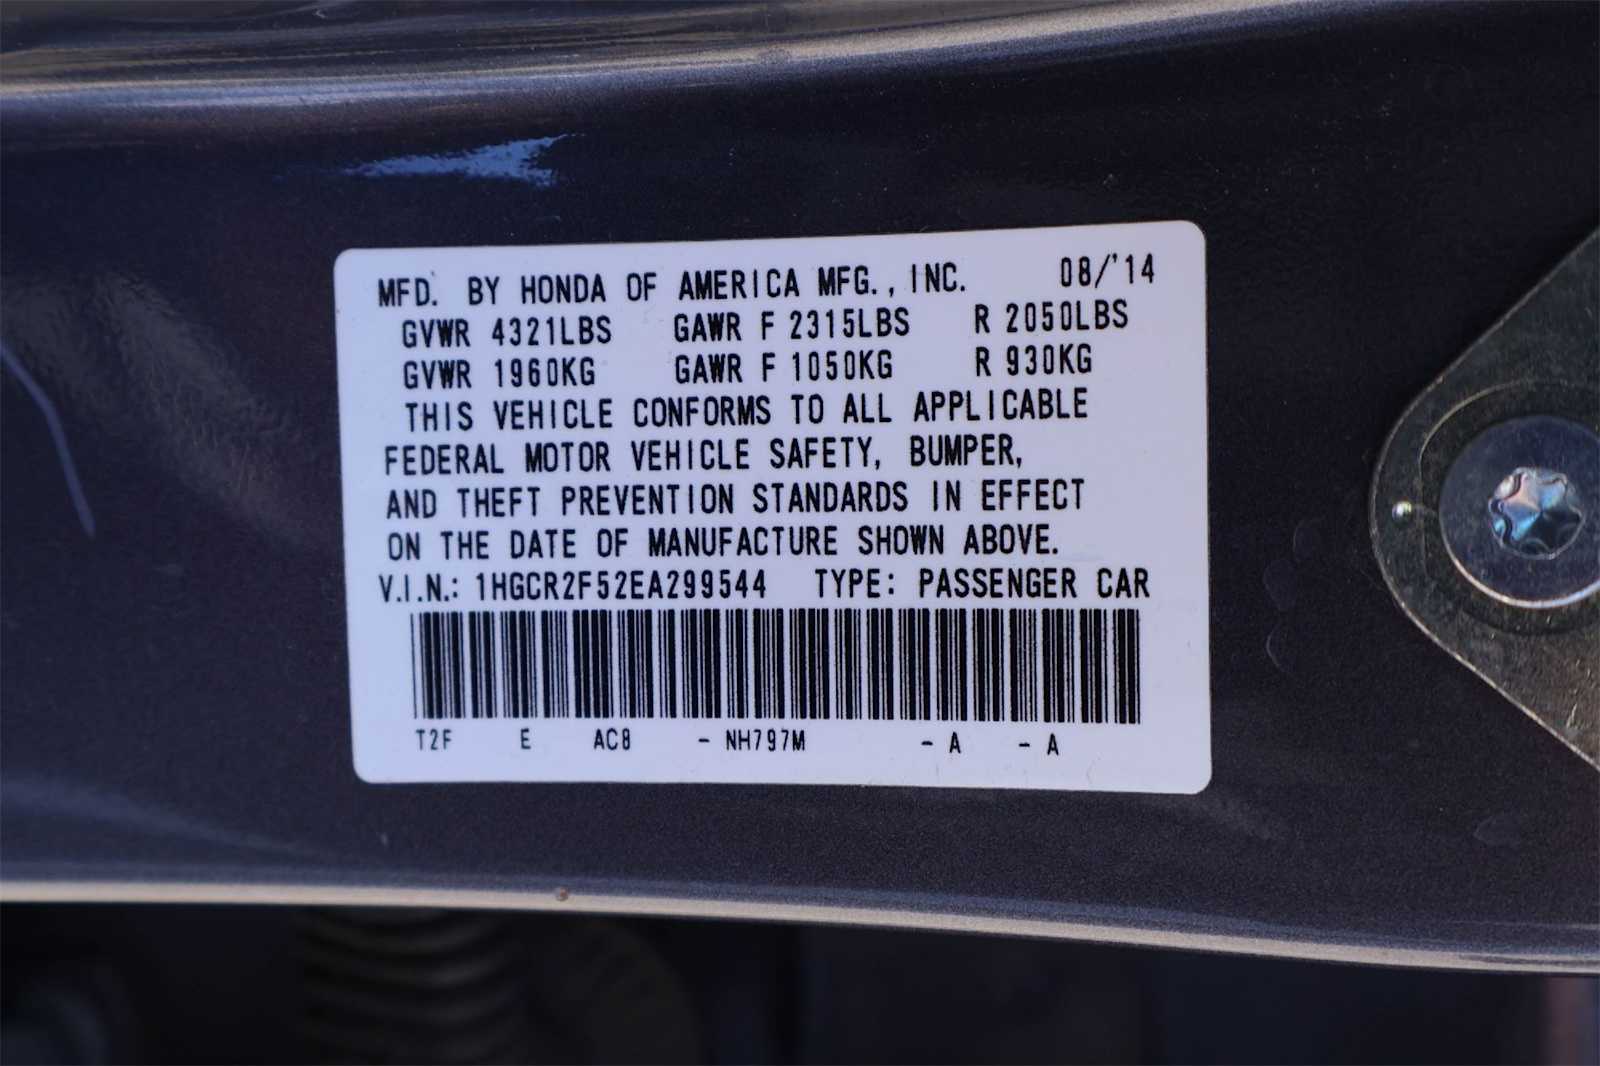 MFD. BY HONDA OF AMERICA MFG., INC. 08/'14
GVWR 4321LBS GAWR F 2315LBS R 2050LBS
GVWR 1960KG GAWR F 1050KG R 930KG
THIS VEHICLE CONFORMS TO ALL APPLICABLE
FEDERAL MOTOR VEHICLE SAFETY, BUMPER,
AND THEFT PREVENTION STANDARDS IN EFFECT
ON THE DATE OF MANUFACTURE SHOWN ABOVE.
V.I.N.: 1HGCR2F52EA299544 TYPE: PASSENGER CAR
T2F E AC8 - NH797M - A - A